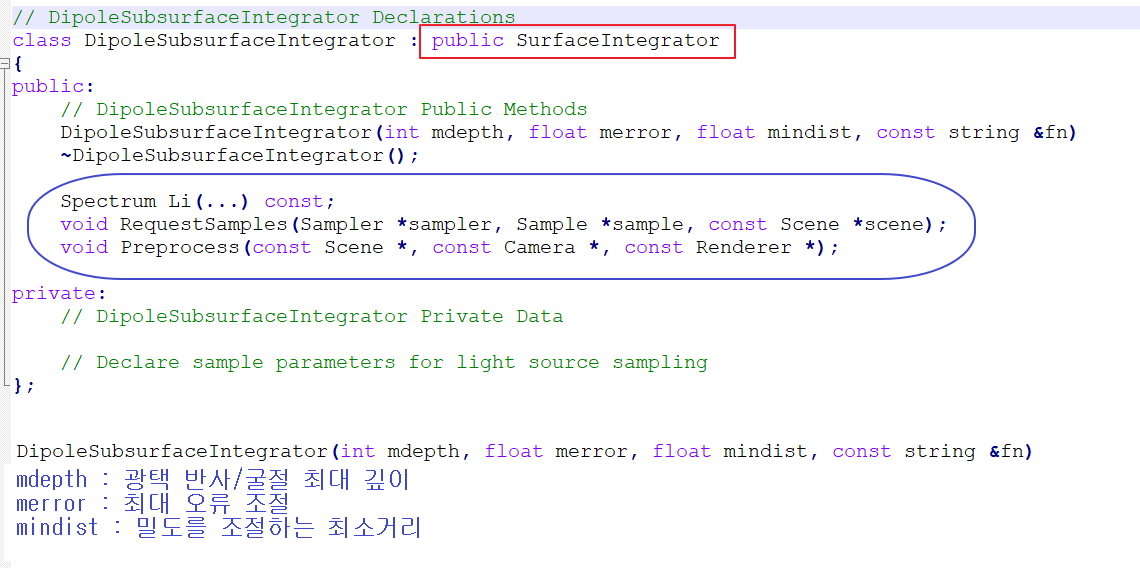 // DipoleSubsurfaceIntegrator Declarations
class DipoleSubsurfaceIntegrator : public SurfaceIntegrator
{
public:
// DipoleSubsurfaceIntegrator Public Methods
DipoleSubsurfaceIntegrator(int mdepth, float merror, float mindist, const string &fn)
~DipoleSubsurfaceIntegrator();
Spectrum Li(...) const;
void RequestSamples(Sampler *sampler, Sample *sample, const Scene *scene);
void Preprocess(const Scene *, const Camera *, const Renderer *);
private:
// DipoleSubsurfaceIntegrator Private Data
// Declare sample parameters for light source sampling
};
DipoleSubsurfaceIntegrator(int mdepth, float merror, float mindist, const string &fn)
mdepth : 광택 반사/굴절 최대 깊이
merror : 최대 오류 조절
mindist : 밀도를 조절하는 최소거리